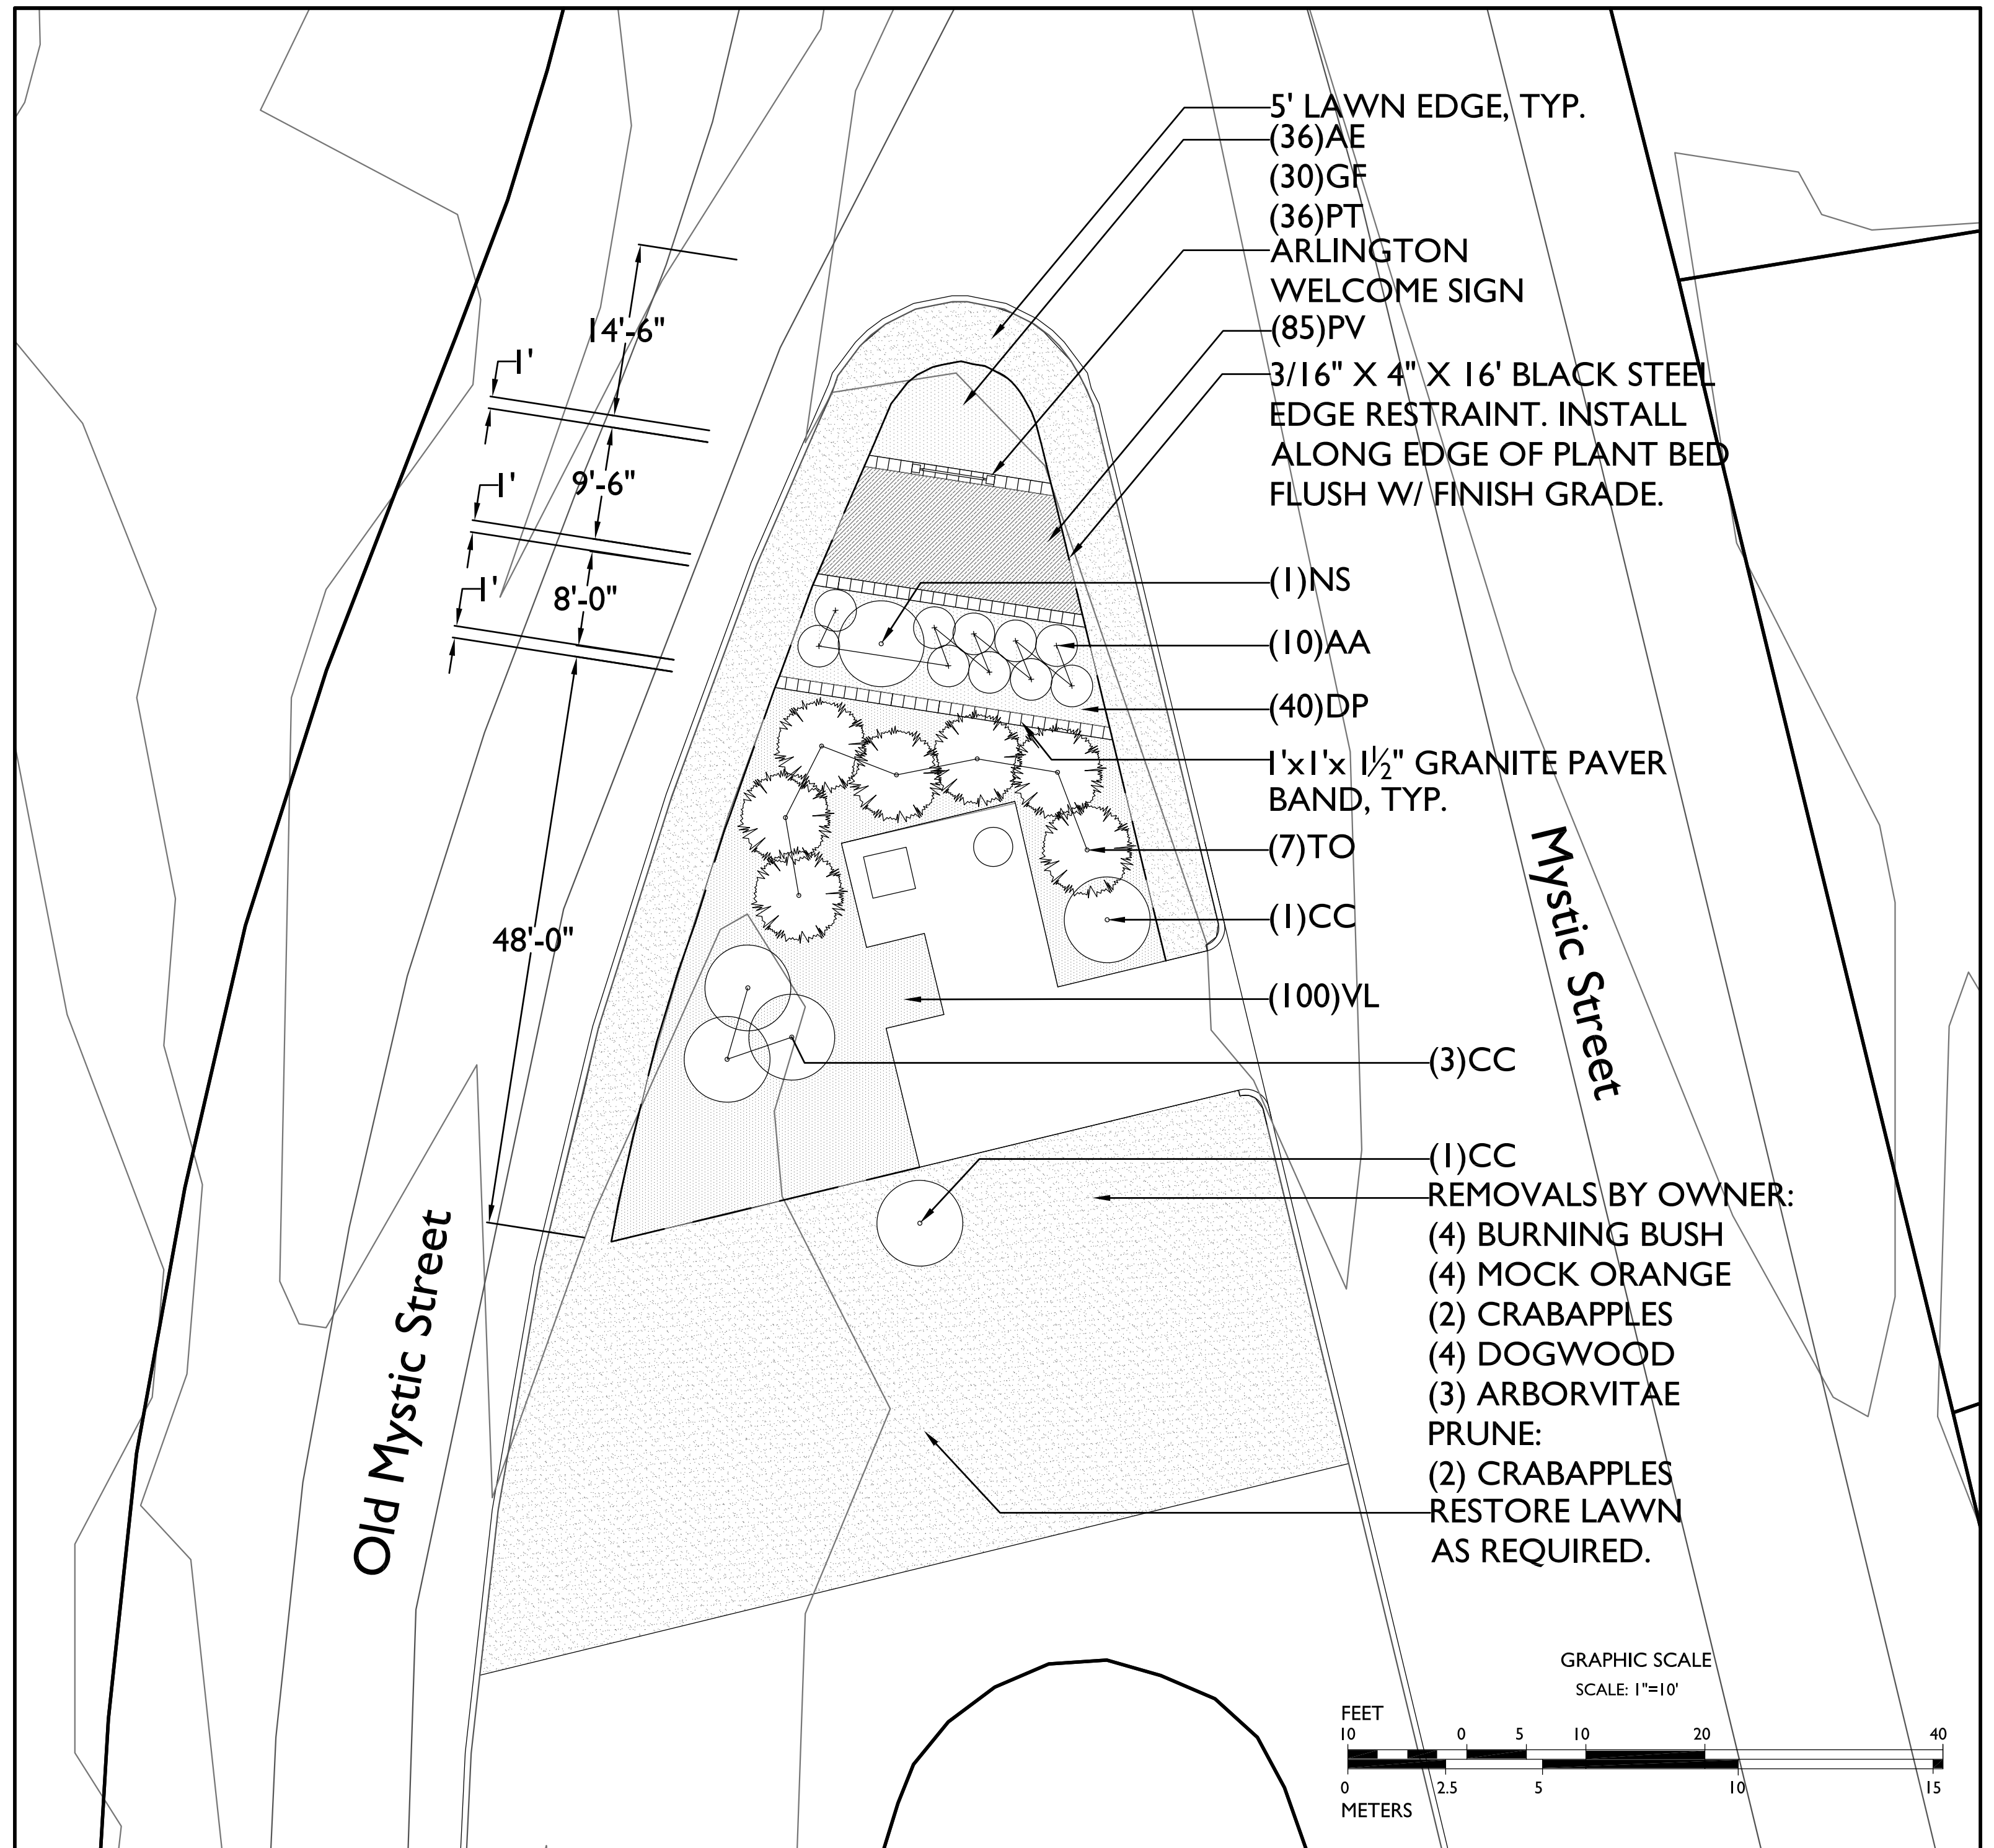 5' LAWN EDGE, TYP.
(36)AE
(30)GF
(36)PT
ARLINGTON
WELCOME SIGN
(85)PV
3/16" X 4" X 16' BLACK STEEL
EDGE RESTRAINT. INSTALL
ALONG EDGE OF PLANT BED
FLUSH W/ FINISH GRADE.
(1)NS
(10)AA
(40)DP
1'x1'x 1½" GRANITE PAVER
BAND, TYP.
(7)TO
(1)CC
(100)VL
(3)CC
(1)CC
REMOVALS BY OWNER:
(4) BURNING BUSH
(4) MOCK ORANGE
(2) CRABAPPLES
(4) DOGWOOD
(3) ARBORVITAE
PRUNE:
(2) CRABAPPLES
RESTORE LAWN
AS REQUIRED.
14'-6"
1'
9'-6"
1'
8'-0"
1'
48'-0"
Old Mystic Street
Mystic Street
GRAPHIC SCALE
SCALE: 1"=10'
FEET
10 0 5 10 20 40
0 2.5 5 10 15
METERS